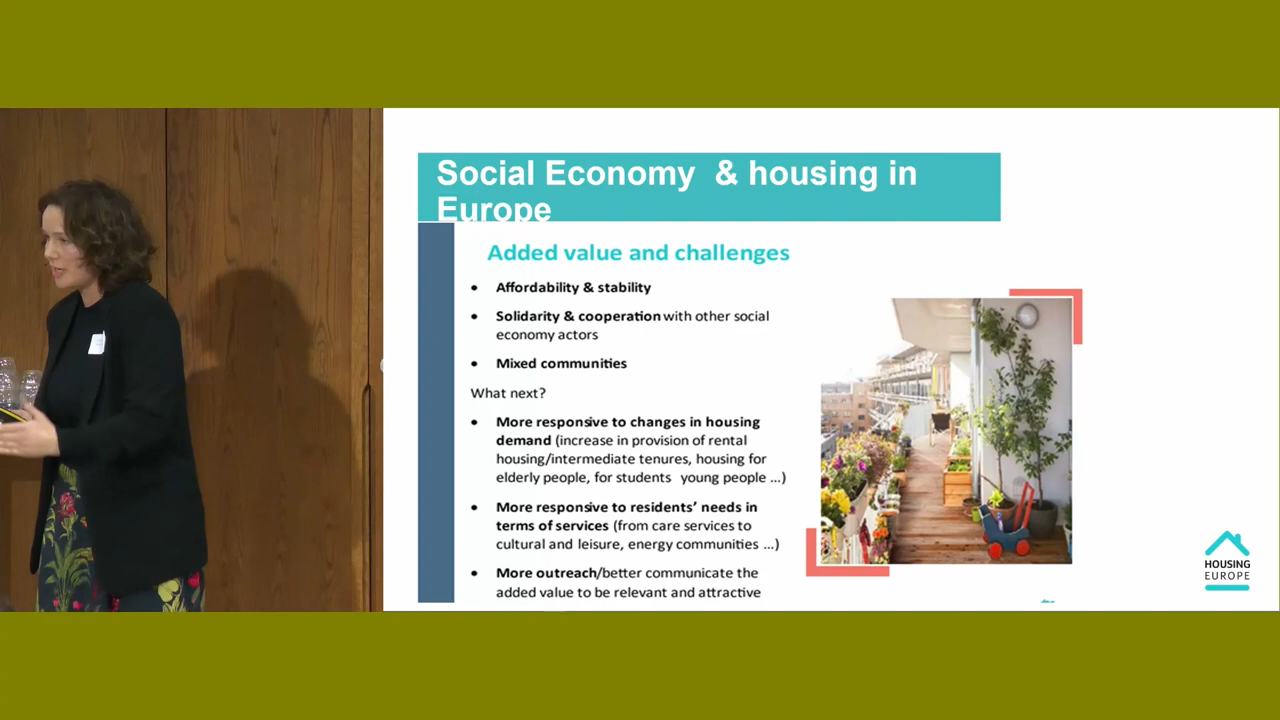 Social Economy  & housing in
Europe
Added value and challenges
• Affordability & stability
• Solidarity & cooperation with other social
economy actors
• Mixed communities
What next?
• More responsive to changes in housing
demand (increase in provision of rental
housing/intermediate tenures, housing for
elderly people, for students  young people ...)
• More responsive to residents' needs in
terms of services (from care services to
cultural and leisure, energy communities ...)
• More outreach/better communicate the
added value to be relevant and attractive
HOUSING
EUROPE